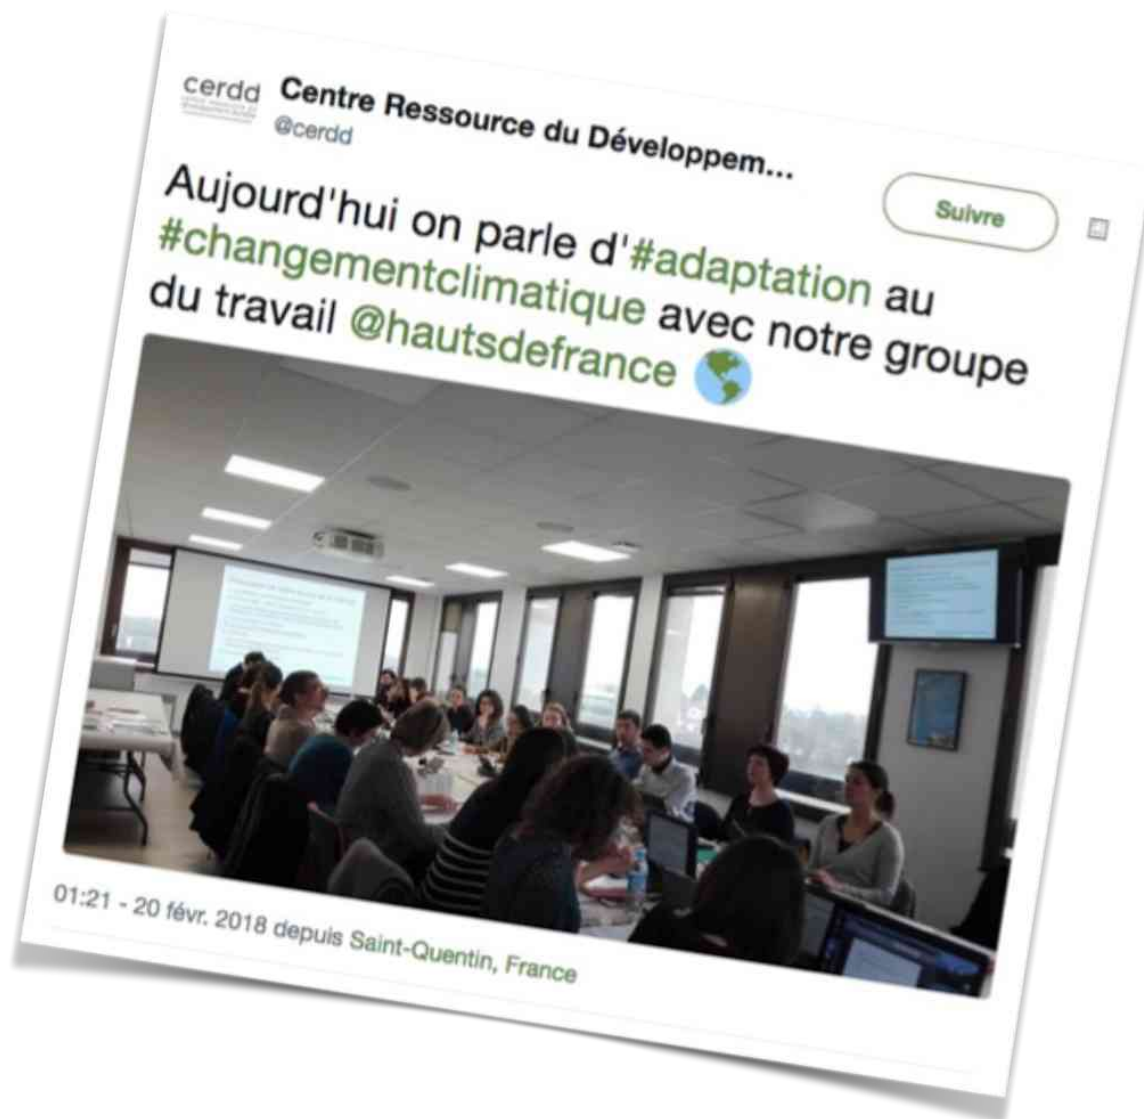 cerdd
Centre Ressource du Développem...
@cerdd
Suivre
Aujourd'hui on parle d'#adaptation au
#changementclimatique avec notre groupe
du travail @hautsdefrance 🌎
01:21 - 20 févr. 2018 depuis Saint-Quentin, France